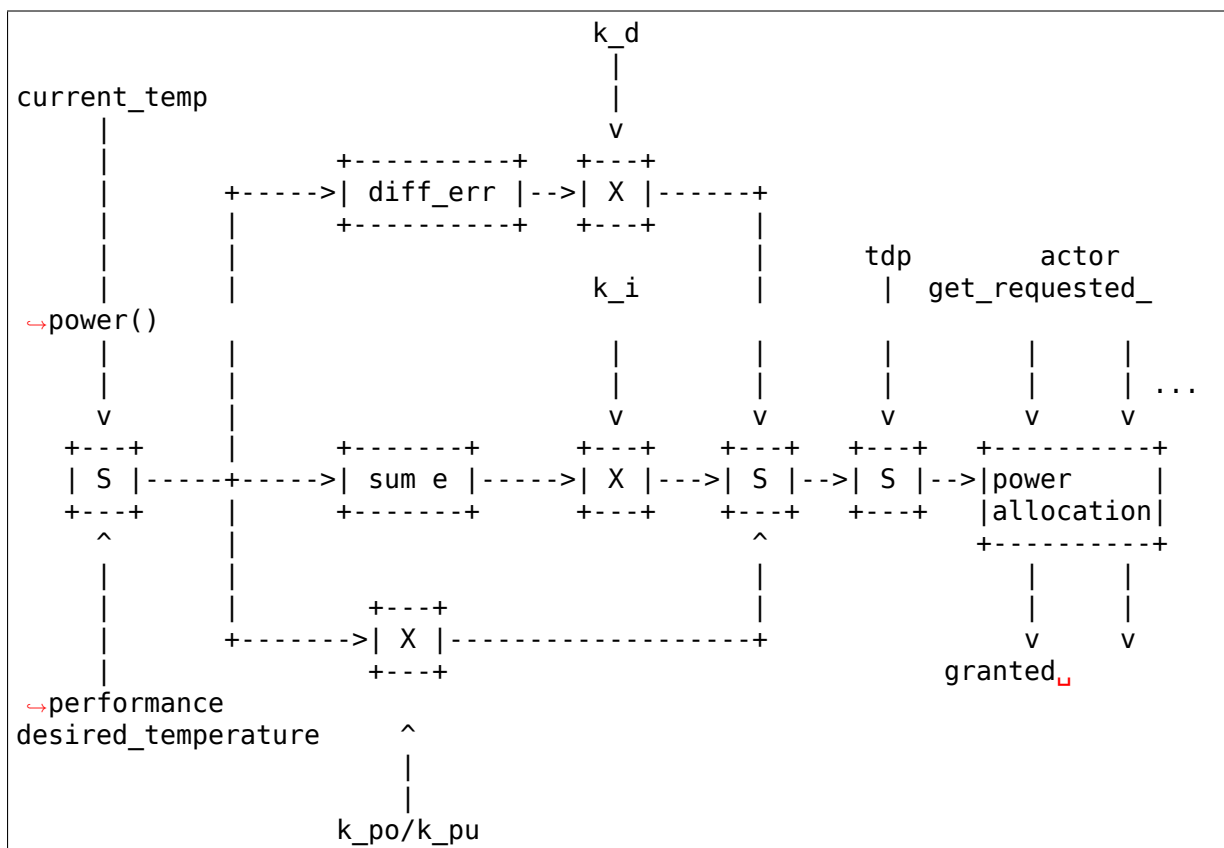 k_d
|
|
current_temp                          |
|                                v
|               +----------+   +---+
|       +----->| diff_err |-->| X |------+
|       |      +----------+   +---+      |
|       |                                |      tdp        actor
|       |                      k_i       |       |  get_requested_
↪power()
|       |                       |        |       |        |     |
|       |                       |        |       |        |     | ...
v       |                       v        v       v        v     v
+---+     |      +-------+      +---+    +---+   +---+   +----------+
| S |-----+----->| sum e |----->| X |--->| S |-->| S |-->|power     |
+---+     |      +-------+      +---+    +---+   +---+   |allocation|
^       |                                ^             +----------+
|       |                                |                |     |
|       |        +---+                   |                |     |
|       +------->| X |-------------------+                v     v
|                +---+                              granted␣
↪performance
desired_temperature     ^
|
|
k_po/k_pu